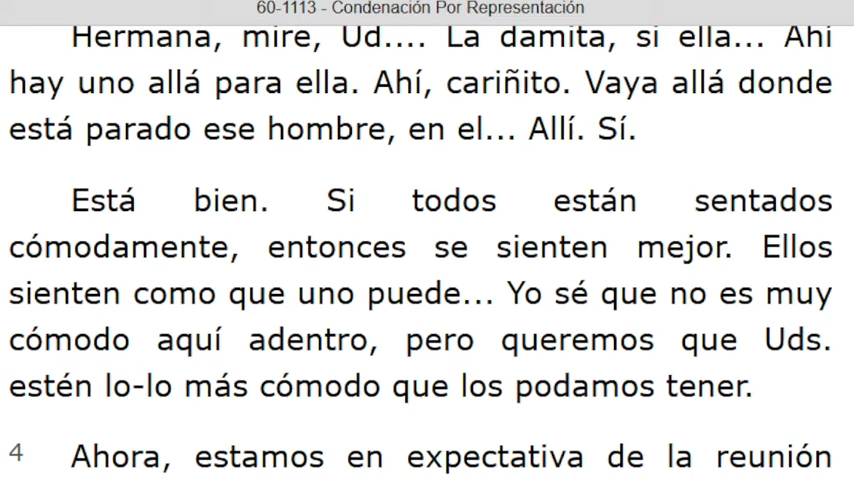 60-1113 - Condenación Por Representación
Hermana, mire, Ud.... La damita, si ella... Ahí
hay uno allá para ella. Ahí, cariñito. Vaya allá donde
está parado ese hombre, en el... Allí. Sí.
Está bien. Si todos están sentados
cómodamente, entonces se sienten mejor. Ellos
sienten como que uno puede... Yo sé que no es muy
cómodo aquí adentro, pero queremos que Uds.
estén lo-lo más cómodo que los podamos tener.
4 Ahora, estamos en expectativa de la reunión